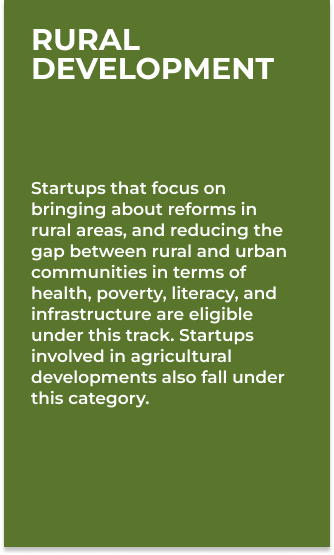 RURAL
DEVELOPMENT
Startups that focus on
bringing about reforms in
rural areas, and reducing the
gap between rural and urban
communities in terms of
health, poverty, literacy, and
infrastructure are eligible
under this track. Startups
involved in agricultural
developments also fall under
this category.